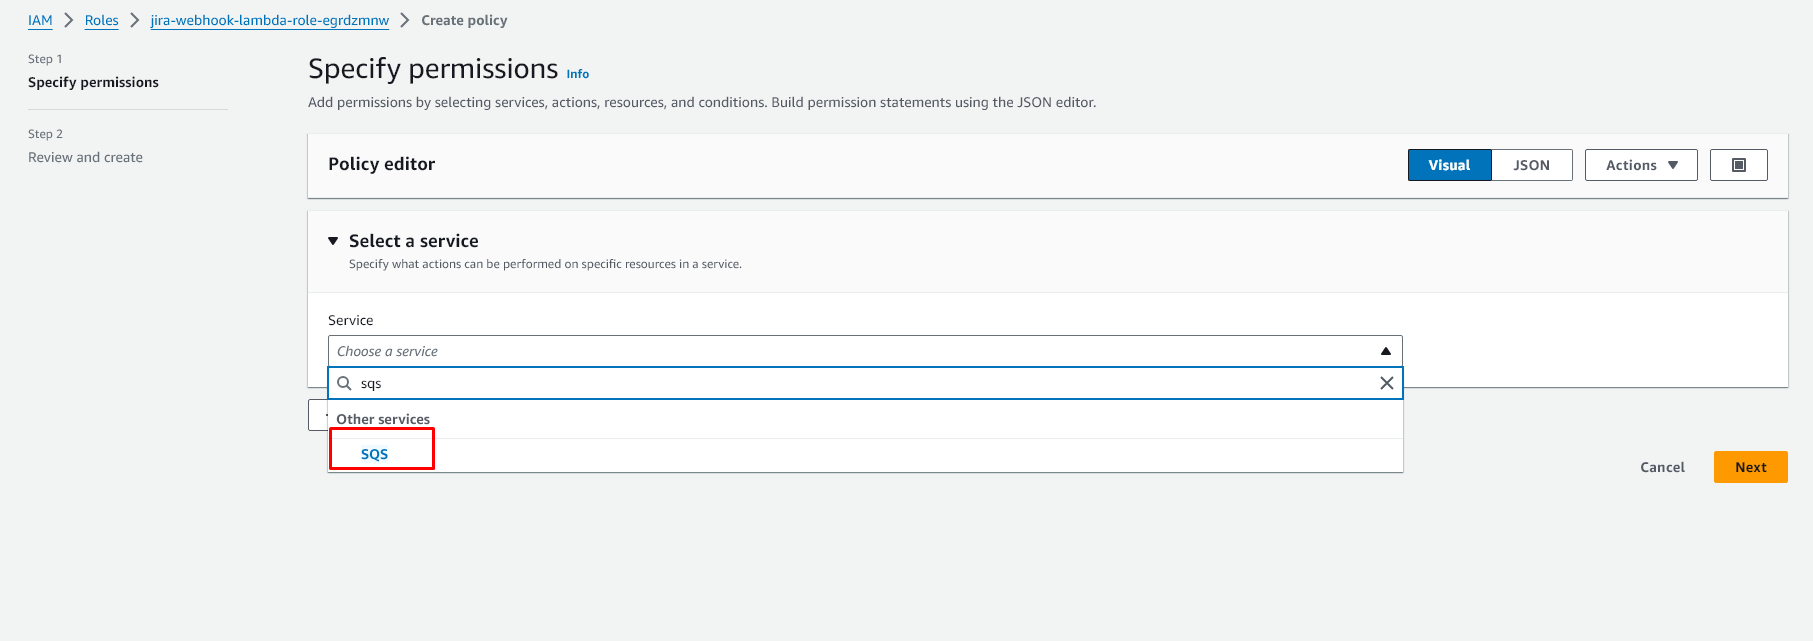 IAM > Roles > jira-webhook-lambda-role-egrdzmnw > Create policy
Step 1
Specify permissions
Step 2
Review and create
Specify permissions Info
Add permissions by selecting services, actions, resources, and conditions. Build permission statements using the JSON editor.
Policy editor
Visual JSON Actions
Select a service
Specify what actions can be performed on specific resources in a service.
Service
Choose a service
sqs
Other services
SQS
Cancel Next